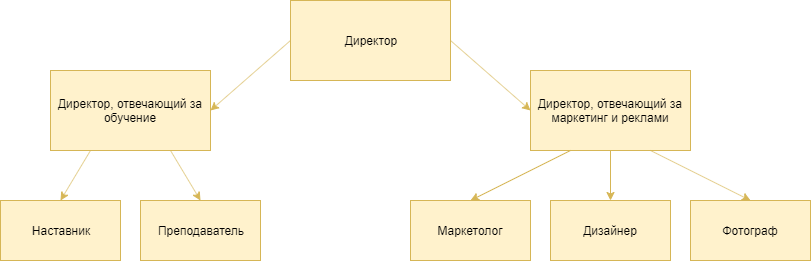 Директор
Директор, отвечающий за
обучение
Директор, отвечающий за
маркетинг и реклами
Наставник
Преподаватель
Маркетолог
Дизайнер
Фотограф